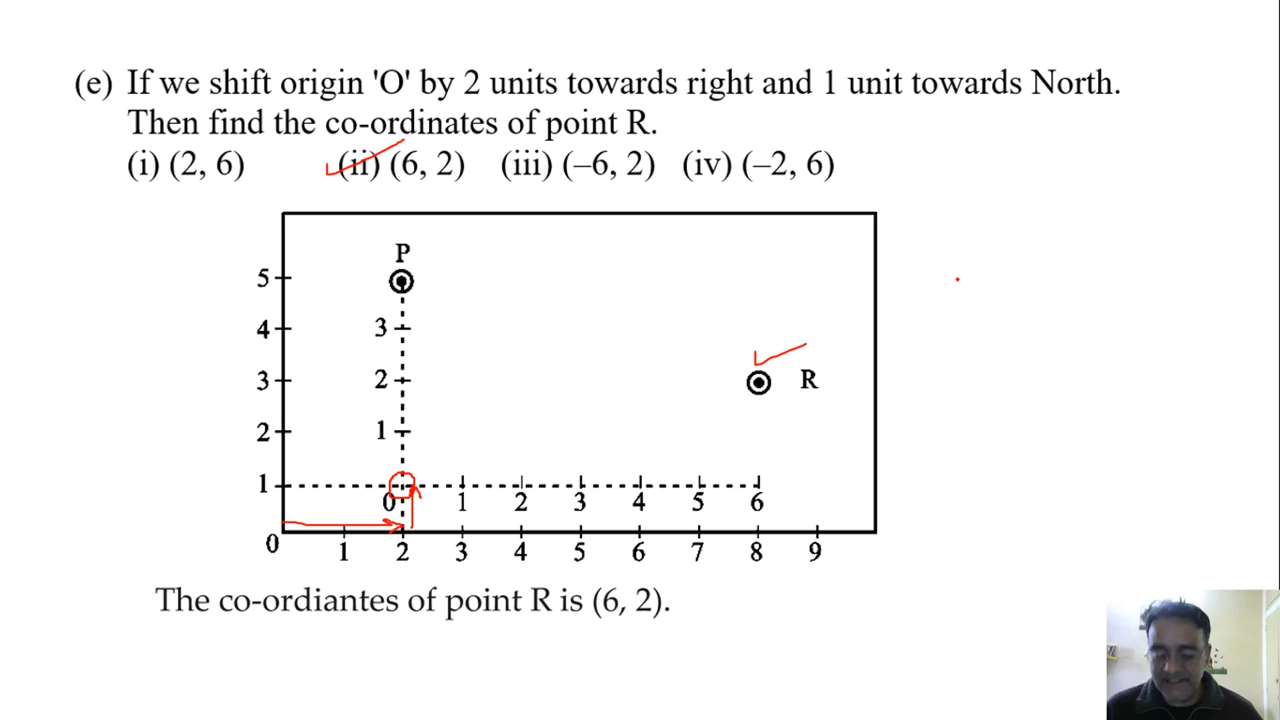 (e) If we shift origin 'O' by 2 units towards right and 1 unit towards North.
Then find the co-ordinates of point R.
(i) (2, 6) (ii) (6, 2) (iii) (–6, 2) (iv) (–2, 6)
P
5
4 3
3 2 R
2 1
1
0 1 2 3 4 5 6
0 1 2 3 4 5 6 7 8 9
The co-ordiantes of point R is (6, 2).